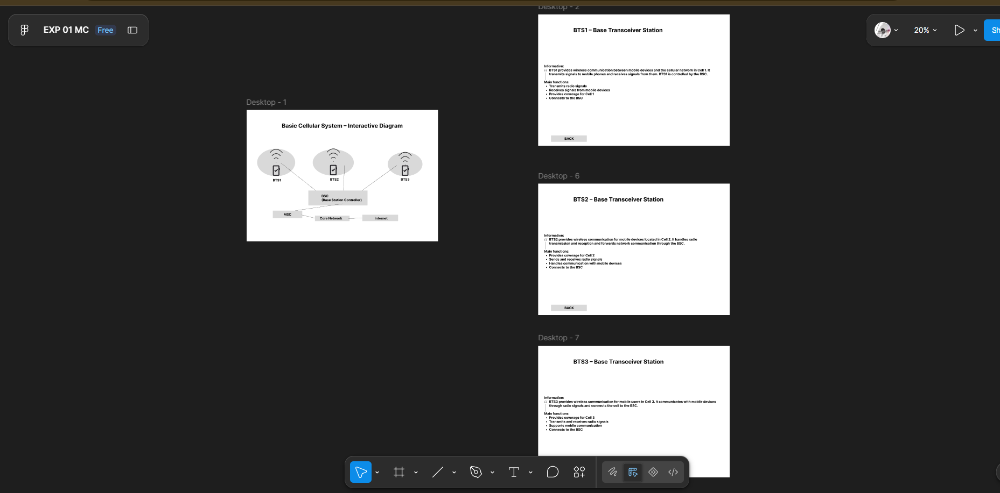 EXP 01 MC Free
20%
Sh
Desktop - 1
Basic Cellular System – Interactive Diagram
BTS1
BTS2
BTS3
BSC
(Base Station Controller)
MSC
Core Network
Internet
Desktop - 2
BTS1 – Base Transceiver Station
Information:
BTS1 provides wireless communication between mobile devices and the cellular network in Cell 1. It
transmits signals to mobile phones and receives signals from them. BTS1 is controlled by the BSC.
Main functions:
• Transmits radio signals
• Receives signals from mobile devices
• Provides coverage for Cell 1
• Connects to the BSC
BACK
Desktop - 6
BTS2 – Base Transceiver Station
Information:
BTS2 provides wireless communication for mobile devices located in Cell 2. It handles radio
transmission and reception and forwards network communication through the BSC.
Main functions:
• Provides coverage for Cell 2
• Sends and receives radio signals
• Handles communication with mobile devices
• Connects to the BSC
BACK
Desktop - 7
BTS3 – Base Transceiver Station
Information:
BTS3 provides wireless communication for mobile users in Cell 3. It communicates with mobile devices
through radio signals and connects the cell to the BSC.
Main functions:
• Provides coverage for Cell 3
• Transmits and receives radio signals
• Supports mobile communication
• Connects to the BSC